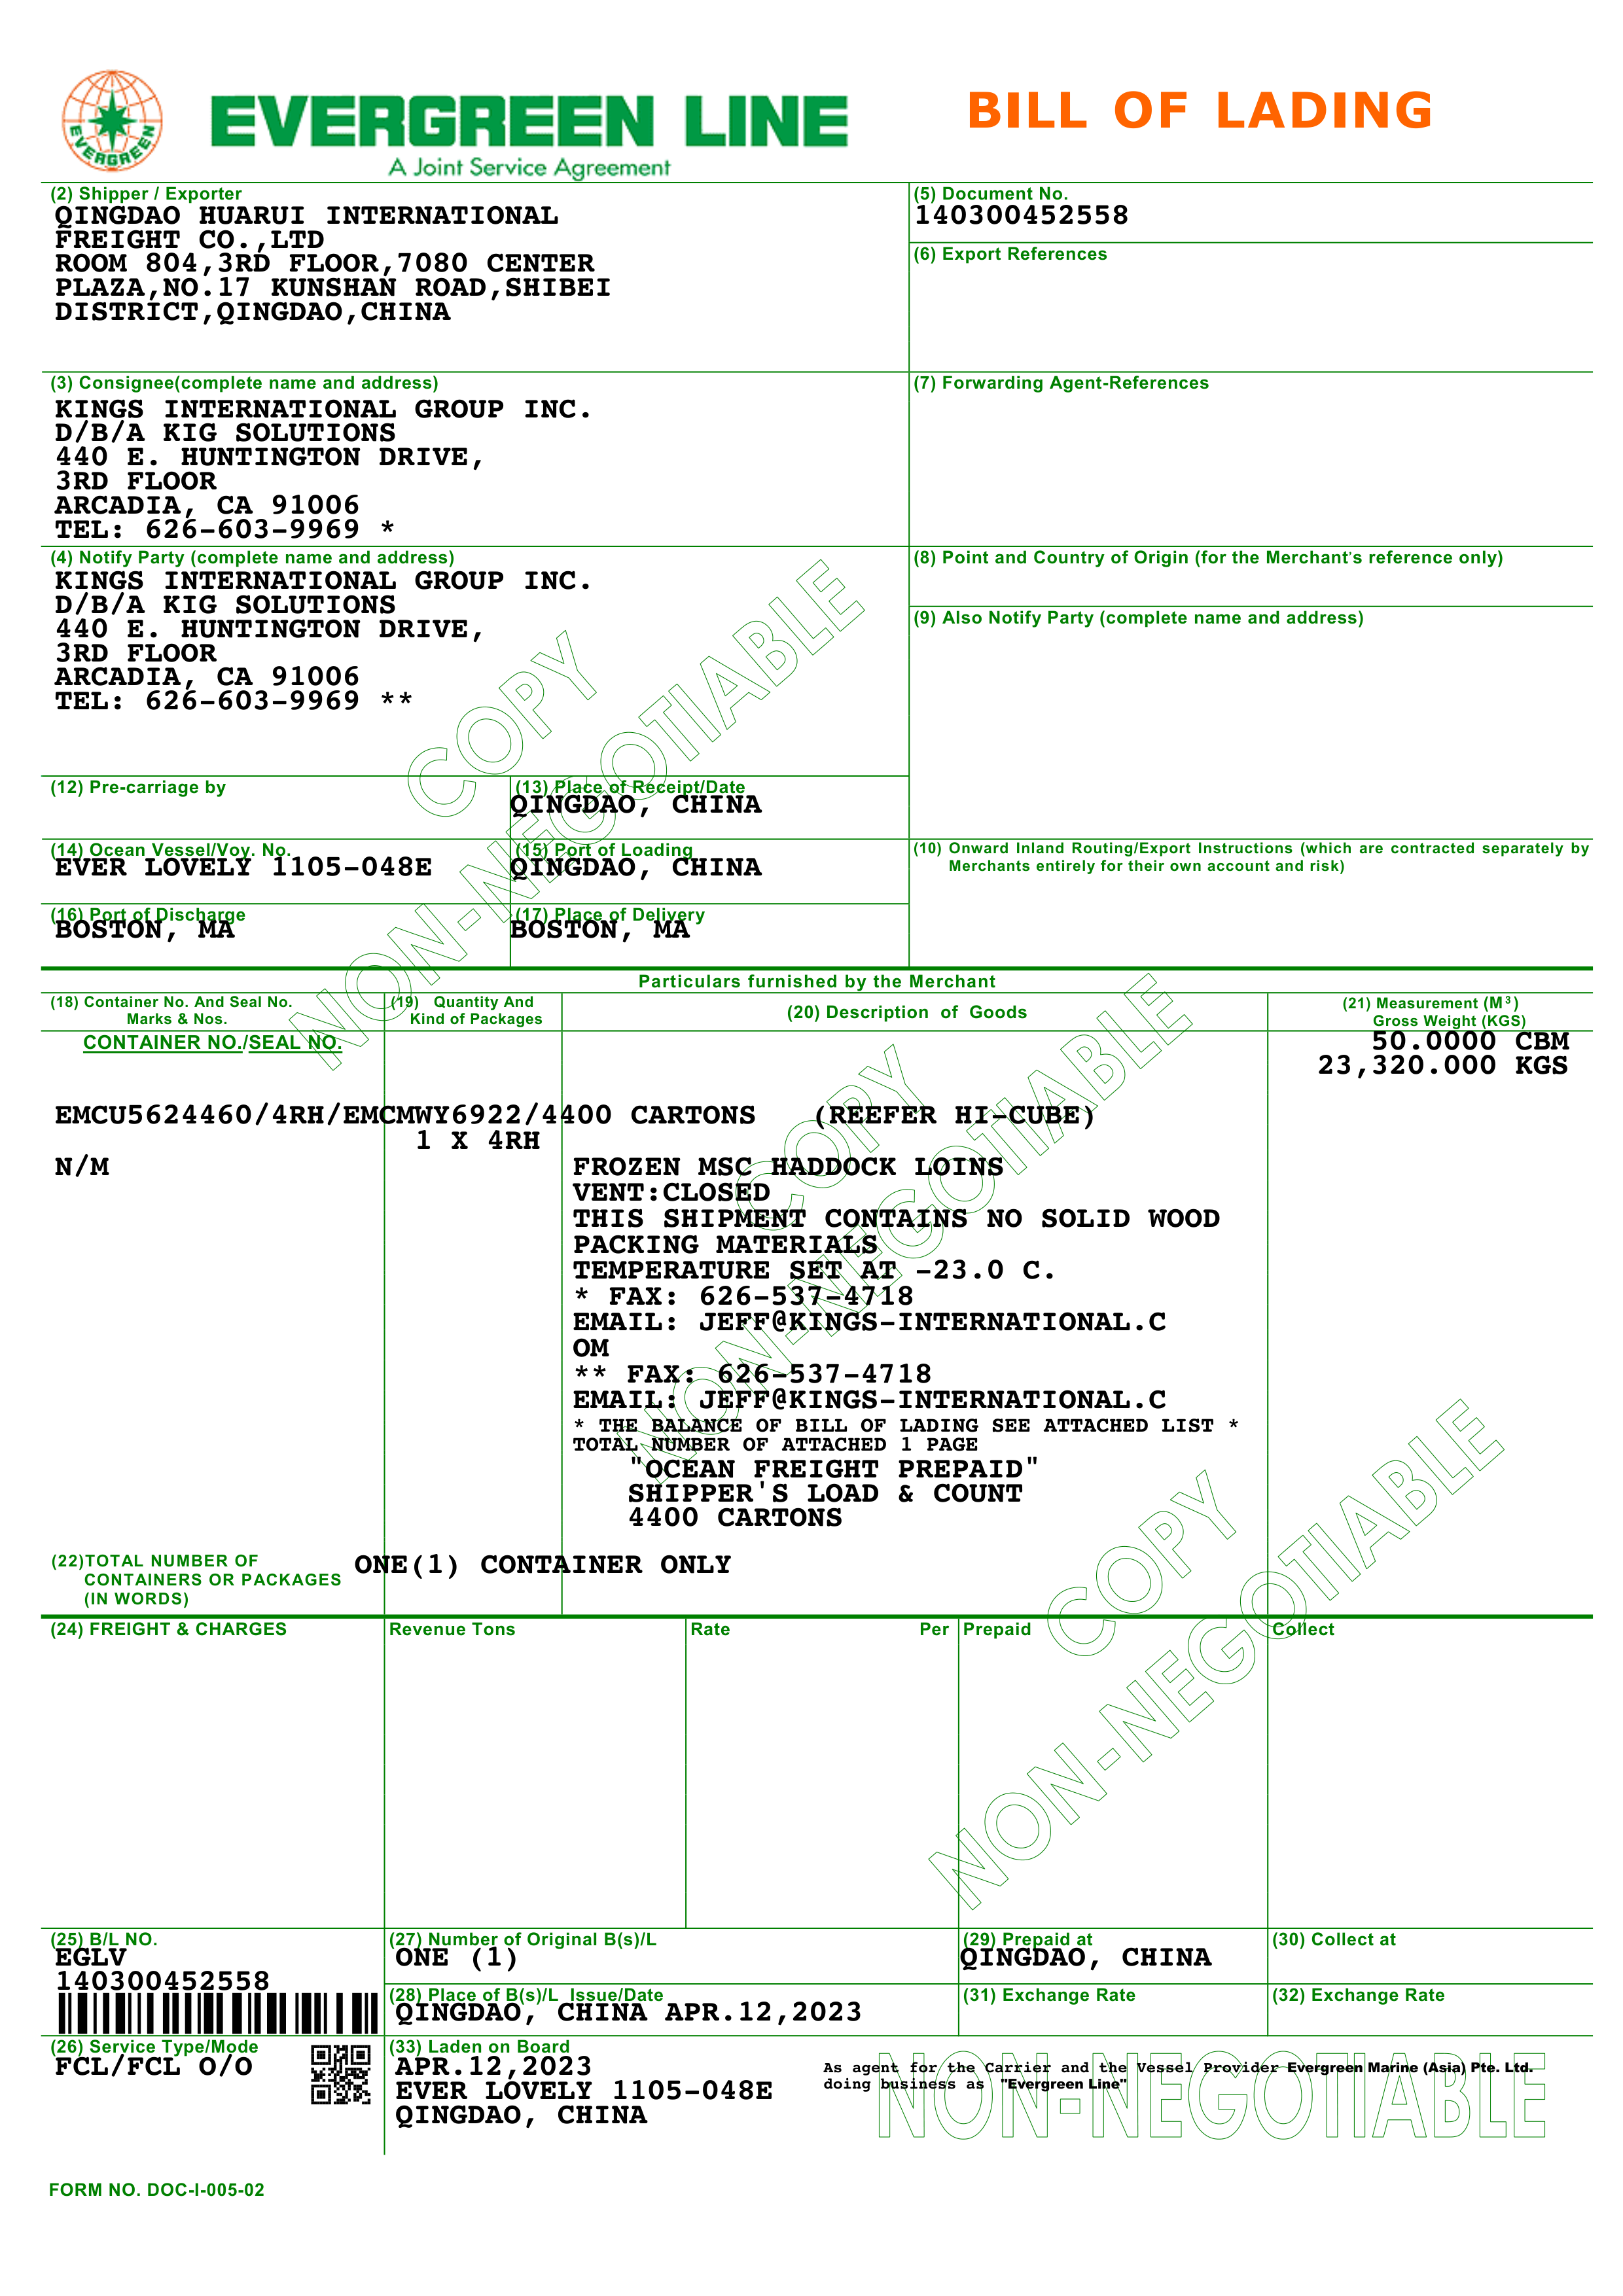 EVERGREEN
EVERGREEN LINE
A Joint Service Agreement
BILL OF LADING
(2) Shipper / Exporter
QINGDAO HUARUI INTERNATIONAL
FREIGHT CO.,LTD
ROOM 804,3RD FLOOR,7080 CENTER
PLAZA,NO.17 KUNSHAN ROAD,SHIBEI
DISTRICT,QINGDAO,CHINA
(5) Document No.
140300452558
(6) Export References
(3) Consignee(complete name and address)
KINGS INTERNATIONAL GROUP INC.
D/B/A KIG SOLUTIONS
440 E. HUNTINGTON DRIVE,
3RD FLOOR
ARCADIA, CA 91006
TEL: 626-603-9969 *
(7) Forwarding Agent-References
(4) Notify Party (complete name and address)
KINGS INTERNATIONAL GROUP INC.
D/B/A KIG SOLUTIONS
440 E. HUNTINGTON DRIVE,
3RD FLOOR
ARCADIA, CA 91006
TEL: 626-603-9969 **
(8) Point and Country of Origin (for the Merchant's reference only)
(9) Also Notify Party (complete name and address)
COPY
NON-NEGOTIABLE
(12) Pre-carriage by
(13) Place of Receipt/Date
QINGDAO, CHINA
(14) Ocean Vessel/Voy. No.
EVER LOVELY 1105-048E
(15) Port of Loading
QINGDAO, CHINA
(10) Onward Inland Routing/Export Instructions (which are contracted separately by
Merchants entirely for their own account and risk)
(16) Port of Discharge
BOSTON, MA
(17) Place of Delivery
BOSTON, MA
Particulars furnished by the Merchant
(18) Container No. And Seal No.
Marks & Nos.
(19) Quantity And
Kind of Packages
(20) Description of Goods
(21) Measurement (M³)
Gross Weight (KGS)
CONTAINER NO./SEAL NO.
50.0000 CBM
23,320.000 KGS
EMCU5624460/4RH/EMCMWY6922/4400 CARTONS (REEFER HI-CUBE)
1 X 4RH
N/M
FROZEN MSC HADDOCK LOINS
VENT:CLOSED
THIS SHIPMENT CONTAINS NO SOLID WOOD
PACKING MATERIALS
TEMPERATURE SET AT -23.0 C.
* FAX: 626-537-4718
EMAIL: JEFF@KINGS-INTERNATIONAL.C
OM
** FAX: 626-537-4718
EMAIL: JEFF@KINGS-INTERNATIONAL.C
* THE BALANCE OF BILL OF LADING SEE ATTACHED LIST *
TOTAL NUMBER OF ATTACHED 1 PAGE
"OCEAN FREIGHT PREPAID"
SHIPPER'S LOAD & COUNT
4400 CARTONS
COPY
NON-NEGOTIABLE
(22)TOTAL NUMBER OF
CONTAINERS OR PACKAGES
(IN WORDS)
ONE(1) CONTAINER ONLY
(24) FREIGHT & CHARGES
Revenue Tons
Rate
Per
Prepaid
Collect
COPY
NON-NEGOTIABLE
(25) B/L NO.
EGLV
140300452558
(27) Number of Original B(s)/L
ONE (1)
(29) Prepaid at
QINGDAO, CHINA
(30) Collect at
(28) Place of B(s)/L Issue/Date
QINGDAO, CHINA APR.12,2023
(31) Exchange Rate
(32) Exchange Rate
(26) Service Type/Mode
FCL/FCL O/O
(33) Laden on Board
APR.12,2023
EVER LOVELY 1105-048E
QINGDAO, CHINA
As agent for the Carrier and the Vessel Provider Evergreen Marine (Asia) Pte. Ltd.
doing business as "Evergreen Line"
NON-NEGOTIABLE
FORM NO. DOC-I-005-02